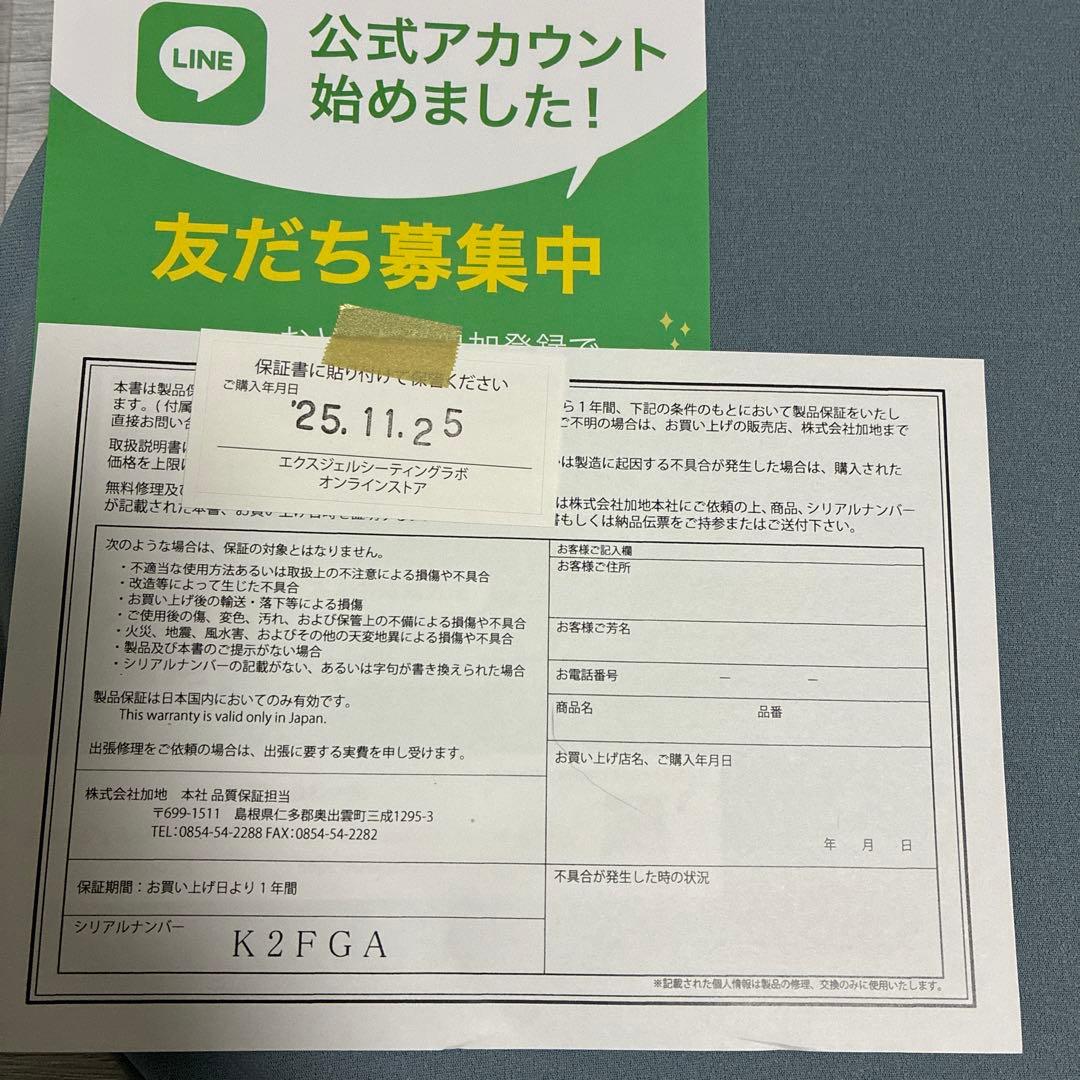 LINE
公式アカウント
始めました!
友だち募集中
加登録で
保証書に貼り付けて保管ください
ご購入年月日
'25.11.25
エクスジェルシーティングラボ
オンラインストア
本書は製品保
ら1年間、下記の条件のもとにおいて製品保証をいたし
ます。(付属
ご不明の場合は、お買い上げの販売店、株式会社加地まで
直接お問い合
取扱説明書
は製造に起因する不具合が発生した場合は、購入された
価格を上限
無料修理及び
は株式会社加地本社にご依頼の上、商品、シリアルナンバー
が記載された本書、お買い上げ日時を証明する
書もしくは納品伝票をご持参またはご送付下さい。
次のような場合は、保証の対象とはなりません。
・不適当な使用方法あるいは取扱上の不注意による損傷や不具合
・改造等によって生じた不具合
・お買い上げ後の輸送・落下等による損傷
・ご使用後の傷、変色、汚れ、および保管上の不備による損傷や不具合
・火災、地震、風水害、およびその他の天変地異による損傷や不具合
・製品及び本書のご提示がない場合
・シリアルナンバーの記載がない、あるいは字句が書き換えられた場合
製品保証は日本国内においてのみ有効です。
This warranty is valid only in Japan.
出張修理をご依頼の場合は、出張に要する実費を申し受けます。
株式会社加地 本社 品質保証担当
〒699-1511 島根県仁多郡奥出雲町三成1295-3
TEL:0854-54-2288 FAX:0854-54-2282
保証期間:お買い上げ日より1年間
シリアルナンバー
K2FGA
お客様ご記入欄
お客様ご住所
お客様ご芳名
お電話番号 － －
商品名 品番
お買い上げ店名、ご購入年月日
年 月 日
不具合が発生した時の状況
※記載された個人情報は製品の修理、交換のみに使用いたします。